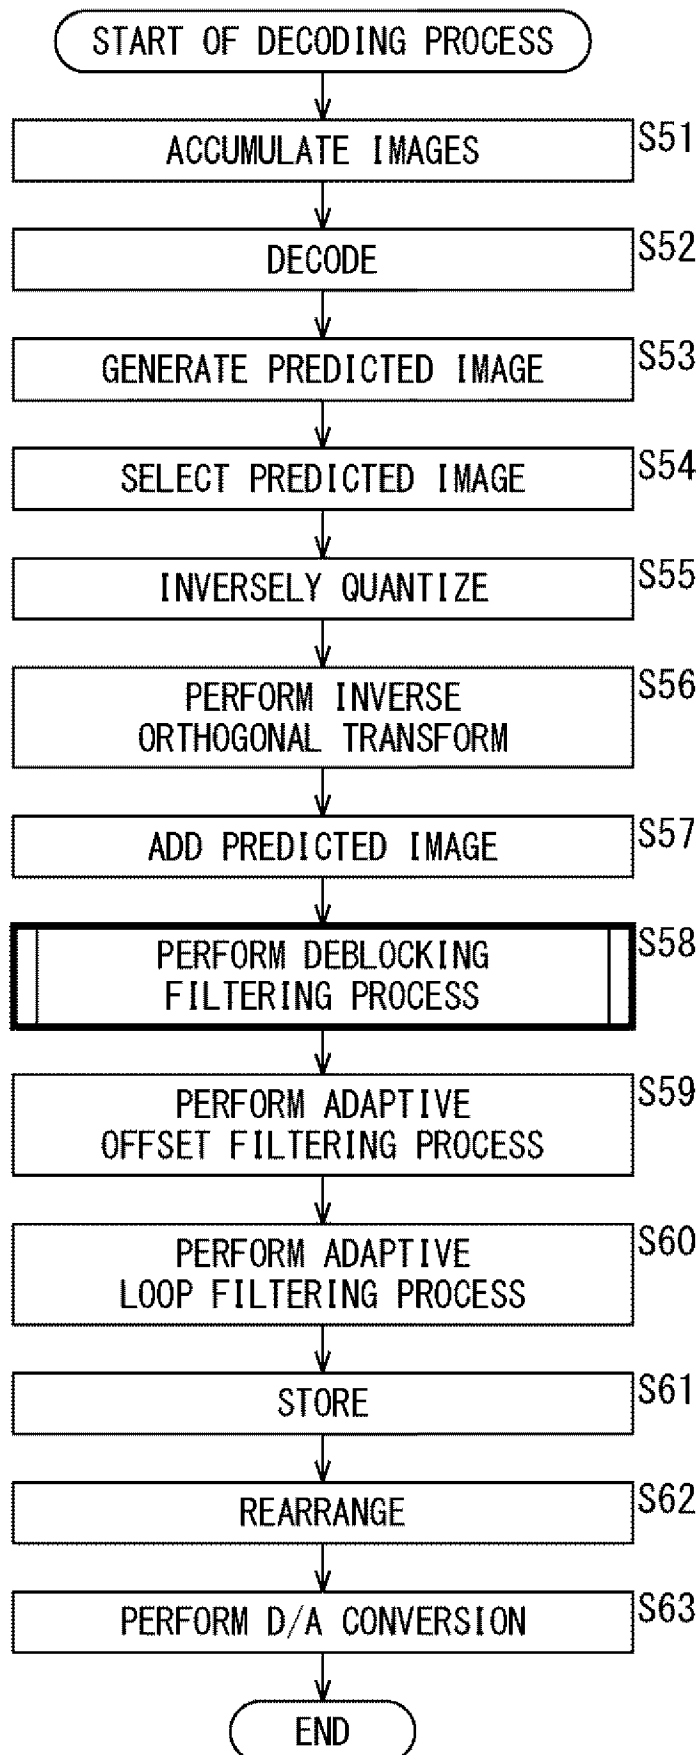 START OF DECODING PROCESS
ACCUMULATE IMAGES
S51
DECODE
S52
GENERATE PREDICTED IMAGE
S53
SELECT PREDICTED IMAGE
S54
INVERSELY QUANTIZE
S55
PERFORM INVERSE
ORTHOGONAL TRANSFORM
S56
ADD PREDICTED IMAGE
S57
PERFORM DEBLOCKING
FILTERING PROCESS
S58
PERFORM ADAPTIVE
OFFSET FILTERING PROCESS
S59
PERFORM ADAPTIVE
LOOP FILTERING PROCESS
S60
STORE
S61
REARRANGE
S62
PERFORM D/A CONVERSION
S63
END